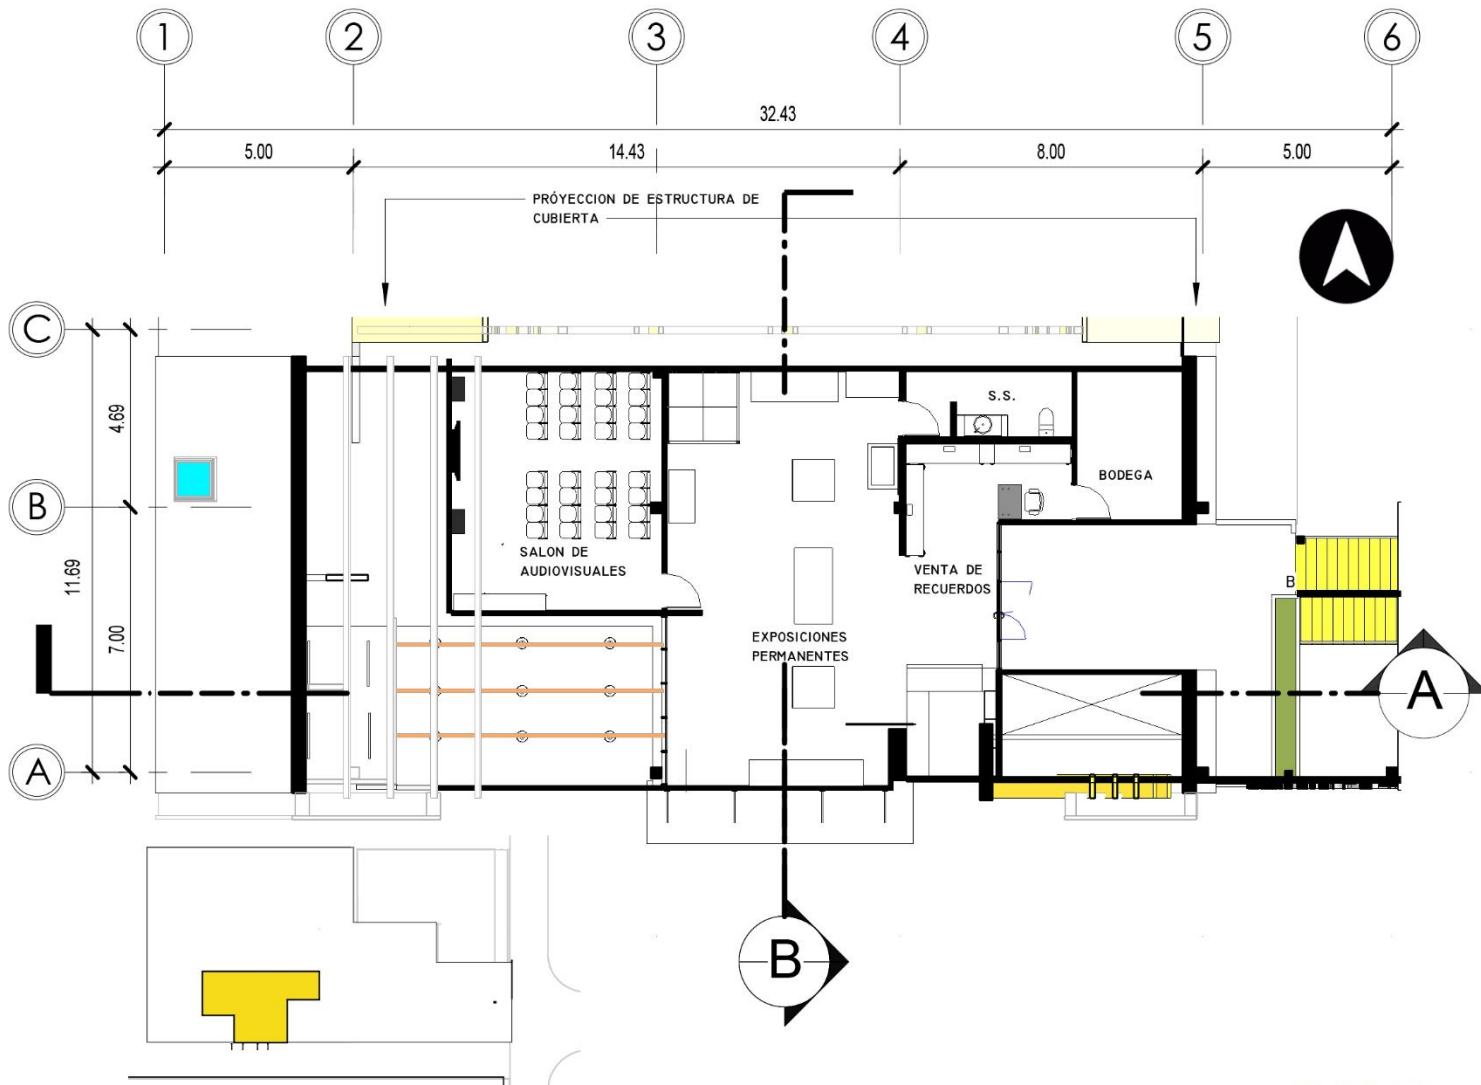 1 2 3 4 5 6
32.43
5.00 14.43 8.00 5.00
PRÓYECCION DE ESTRUCTURA DE
CUBIERTA
C
4.69
S.S.
BODEGA
B
SALON DE
AUDIOVISUALES
11.69
VENTA DE
RECUERDOS
B
7.00
EXPOSICIONES
PERMANENTES
A
A
B